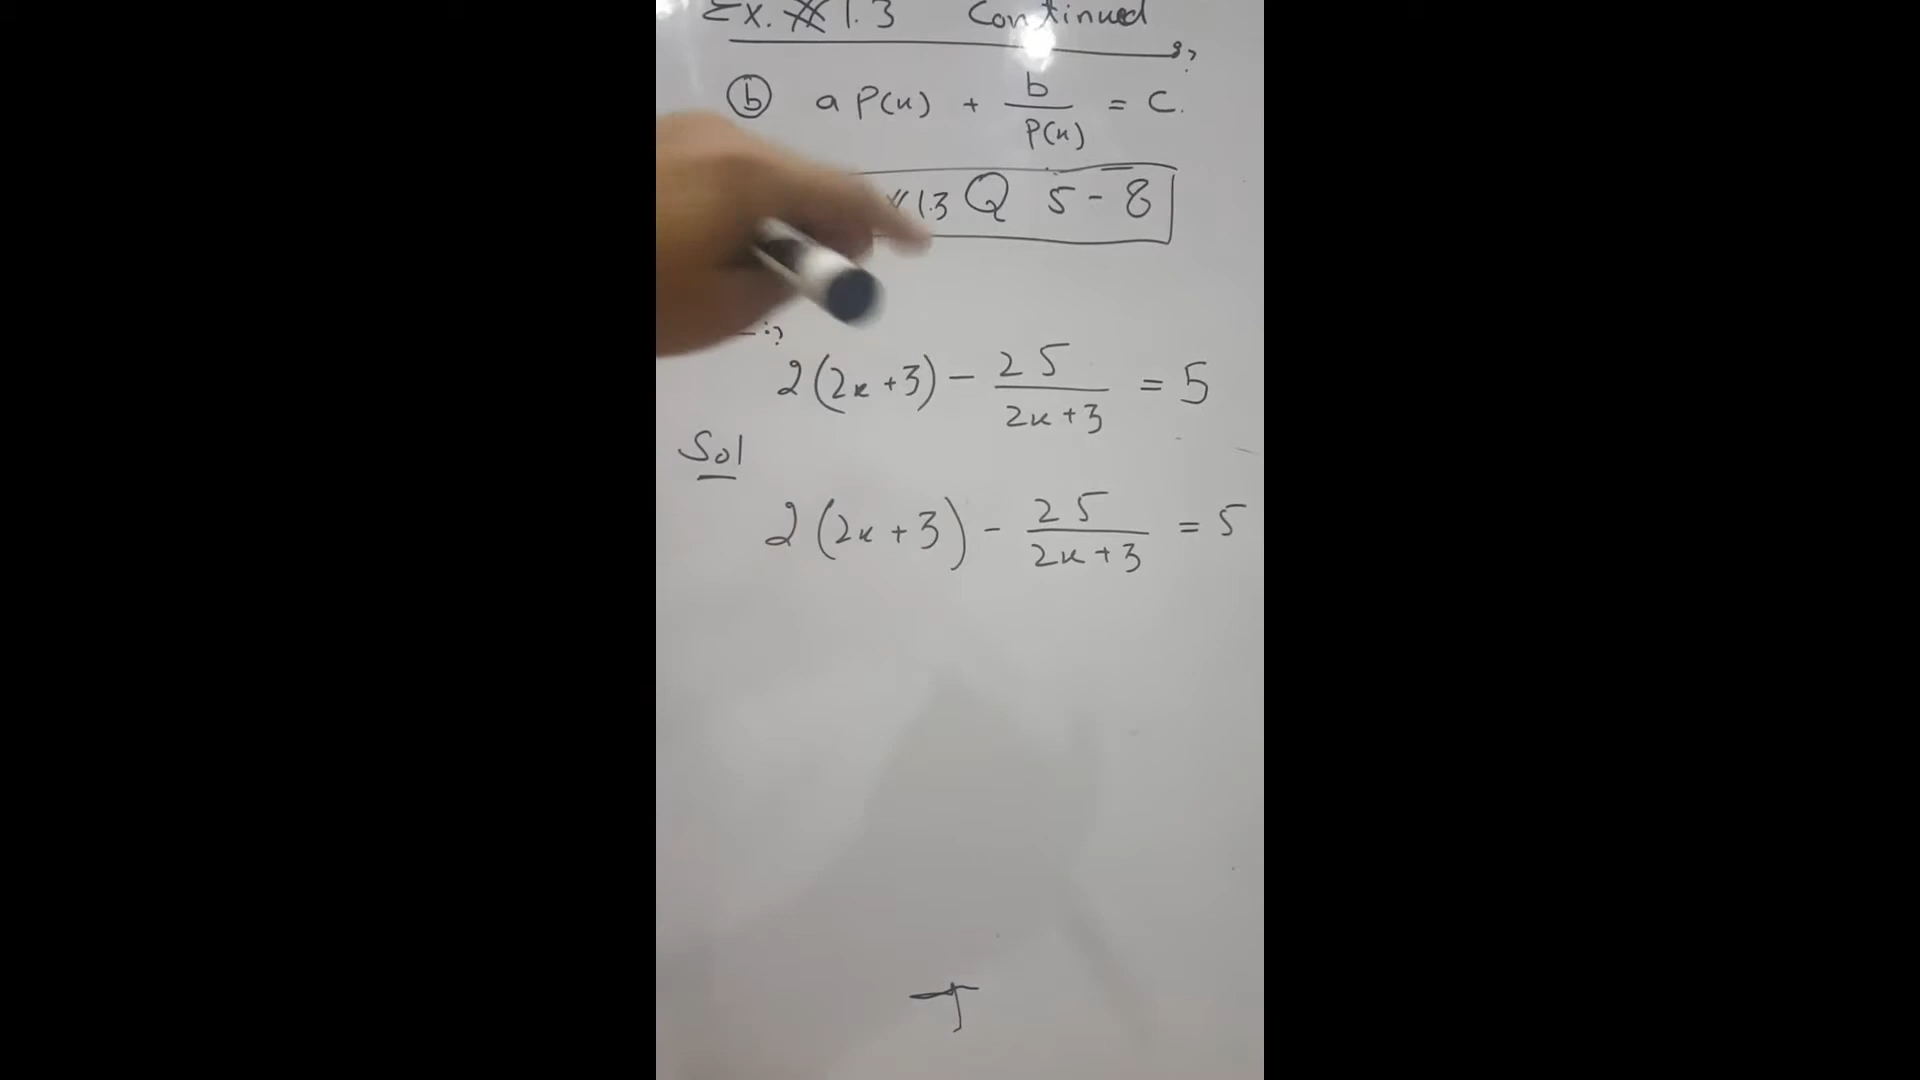 Ex. # 1.3 Continued
(b) a P(x) + b/P(x) = C.
# 1.3 Q 5 - 8
2(2x+3) - 25/(2x+3) = 5
Sol
2(2x+3) - 25/(2x+3) = 5